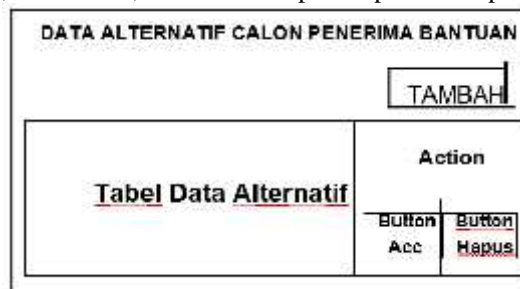 DATA ALTERNATIF CALON PENERIMA BANTUAN
TAMBAH
Tabel Data Alternatif
Action
Button Acc
Button Hapus